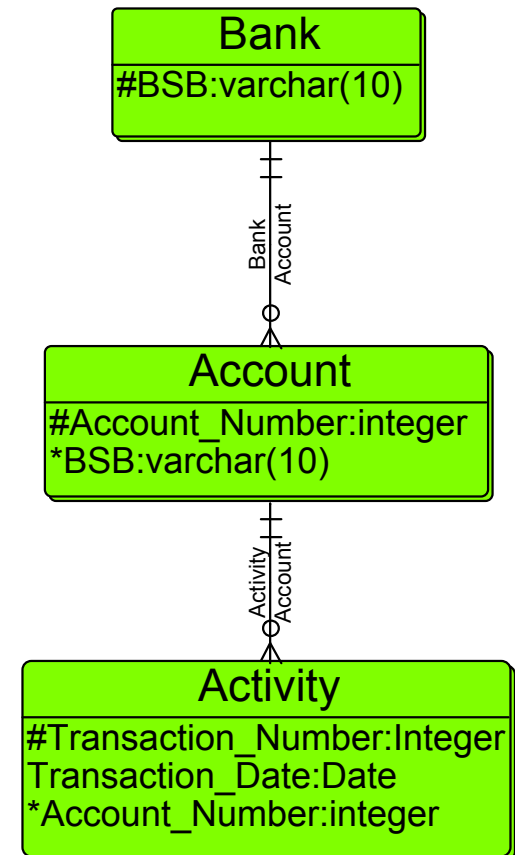 Bank
#BSB:varchar(10)
Bank
Account
Account
#Account_Number:integer
*BSB:varchar(10)
Activity
Account
Activity
#Transaction_Number:Integer
Transaction_Date:Date
*Account_Number:integer